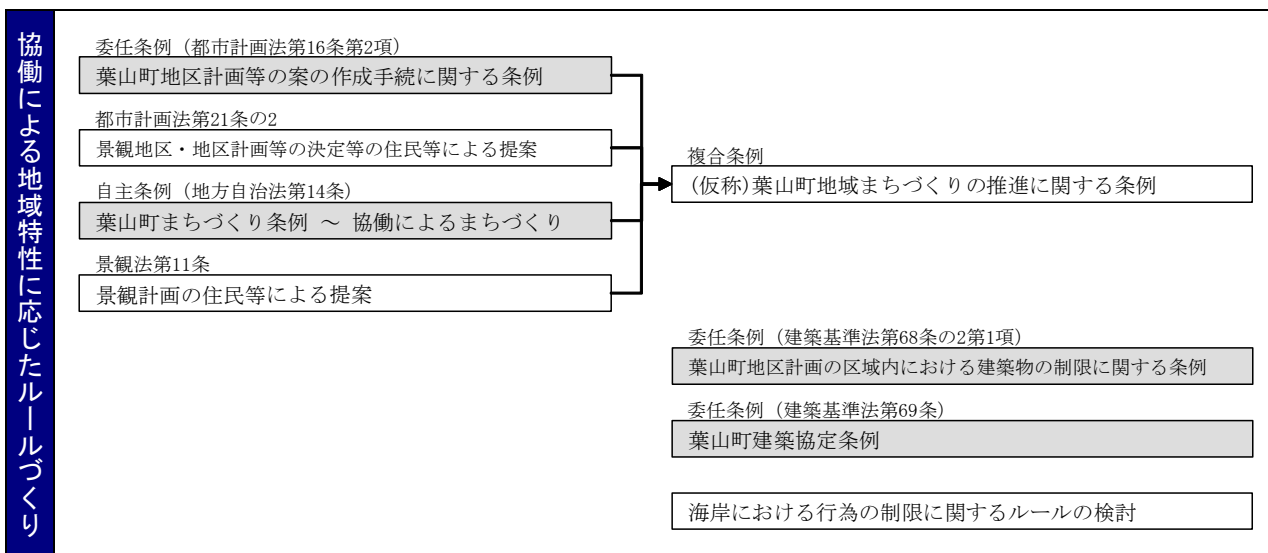 協働による地域特性に応じたルールづくり
委任条例（都市計画法第16条第2項）
葉山町地区計画等の案の作成手続に関する条例
都市計画法第21条の2
景観地区・地区計画等の決定等の住民等による提案
自主条例（地方自治法第14条）
葉山町まちづくり条例 ～ 協働によるまちづくり
景観法第11条
景観計画の住民等による提案
複合条例
(仮称)葉山町地域まちづくりの推進に関する条例
委任条例（建築基準法第68条の2第1項）
葉山町地区計画の区域内における建築物の制限に関する条例
委任条例（建築基準法第69条）
葉山町建築協定条例
海岸における行為の制限に関するルールの検討